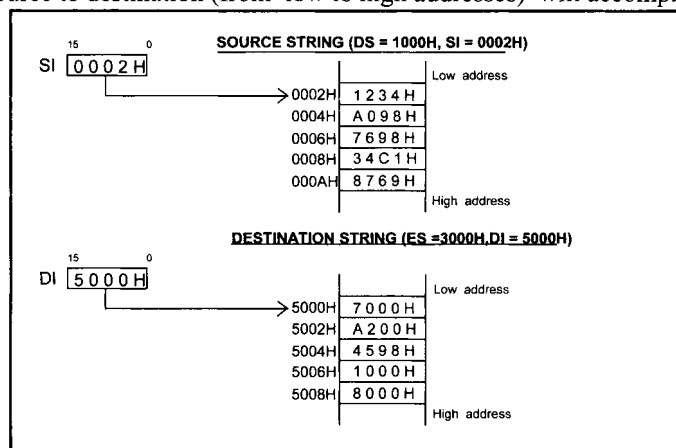 source to destination (from low to high addresses) will accomp
SOURCE STRING (DS = 1000H, SI = 0002H)
15 0
SI 0002H
Low address
0002H 1234H
0004H A098H
0006H 7698H
0008H 34C1H
000AH 8769H
High address
DESTINATION STRING (ES =3000H,DI = 5000H)
15 0
DI 5000H
Low address
5000H 7000H
5002H A200H
5004H 4598H
5006H 1000H
5008H 8000H
High address